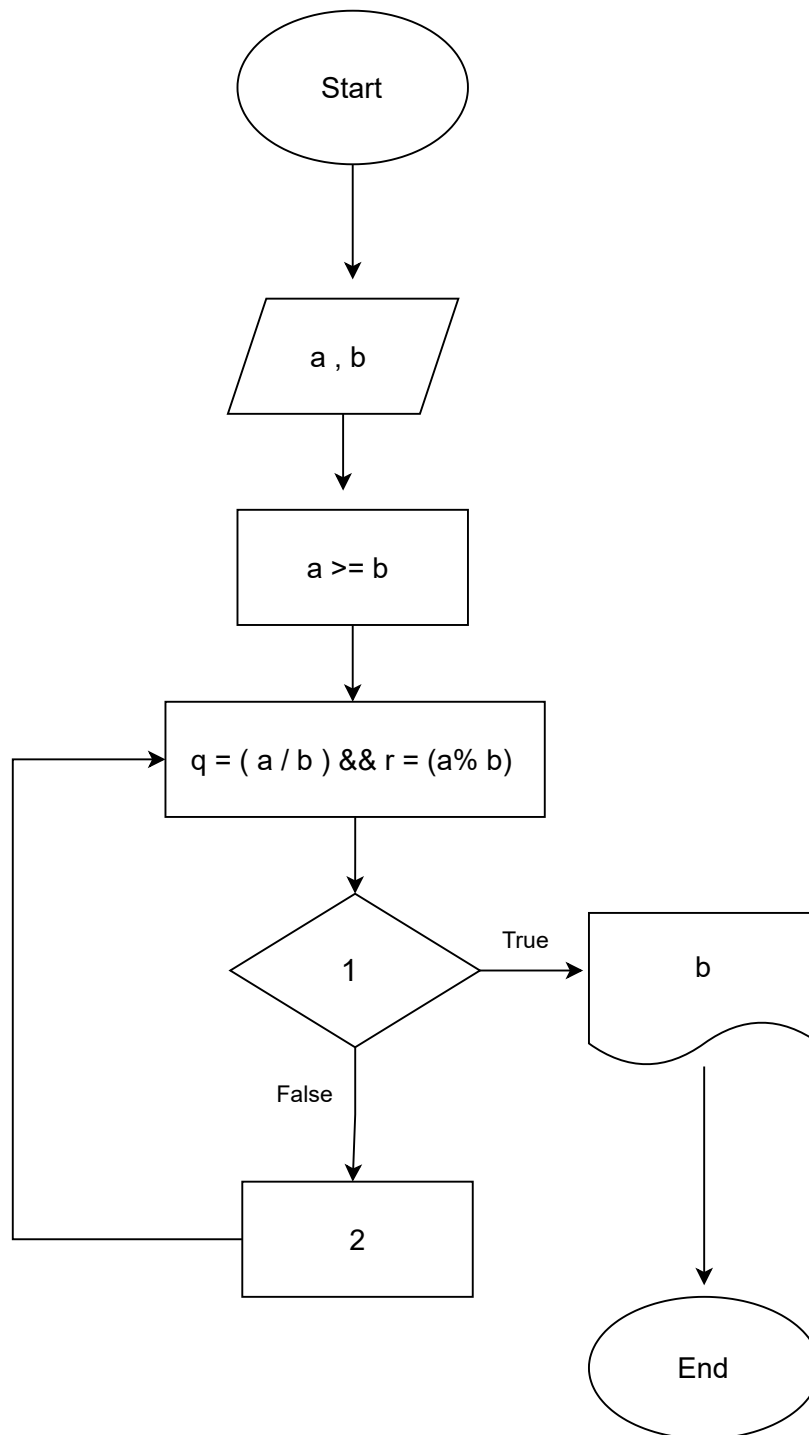 Start
a , b
a >= b
q = ( a / b ) && r = (a% b)
1
True
b
False
2
End